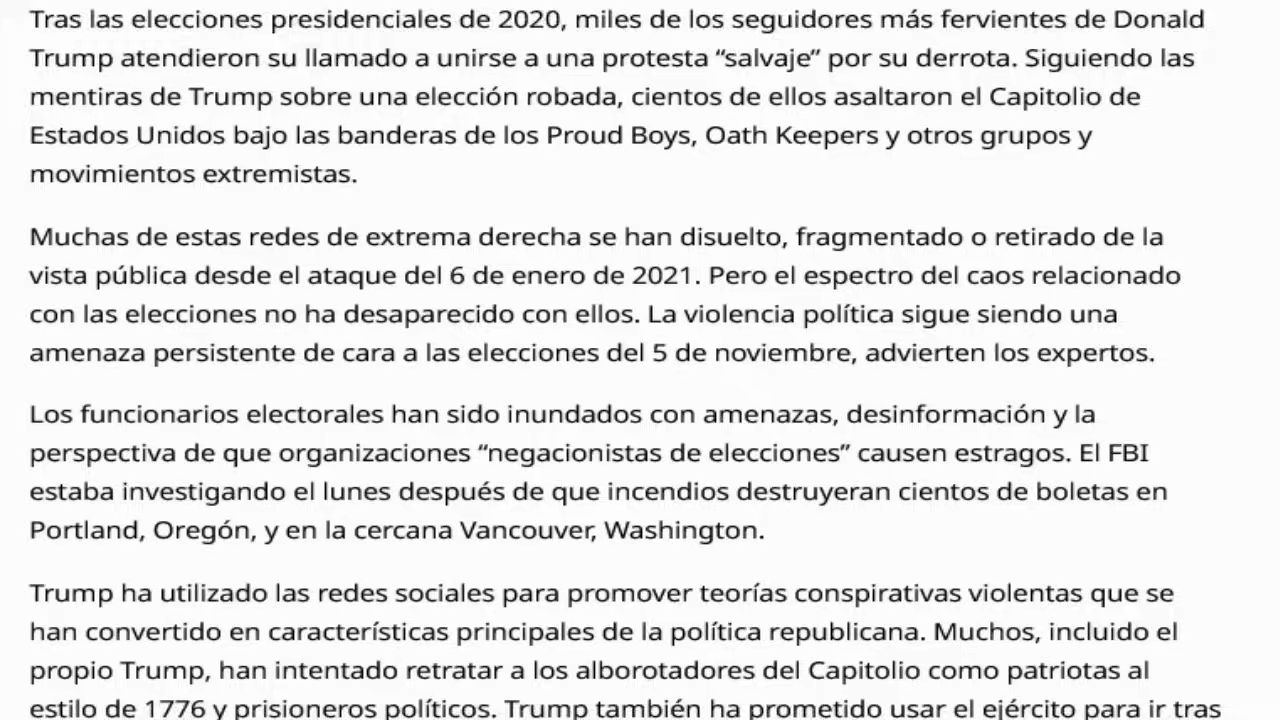 Tras las elecciones presidenciales de 2020, miles de los seguidores más fervientes de Donald
Trump atendieron su llamado a unirse a una protesta “salvaje” por su derrota. Siguiendo las
mentiras de Trump sobre una elección robada, cientos de ellos asaltaron el Capitolio de
Estados Unidos bajo las banderas de los Proud Boys, Oath Keepers y otros grupos y
movimientos extremistas.
Muchas de estas redes de extrema derecha se han disuelto, fragmentado o retirado de la
vista pública desde el ataque del 6 de enero de 2021. Pero el espectro del caos relacionado
con las elecciones no ha desaparecido con ellos. La violencia política sigue siendo una
amenaza persistente de cara a las elecciones del 5 de noviembre, advierten los expertos.
Los funcionarios electorales han sido inundados con amenazas, desinformación y la
perspectiva de que organizaciones “negacionistas de elecciones” causen estragos. El FBI
estaba investigando el lunes después de que incendios destruyeran cientos de boletas en
Portland, Oregón, y en la cercana Vancouver, Washington.
Trump ha utilizado las redes sociales para promover teorías conspirativas violentas que se
han convertido en características principales de la política republicana. Muchos, incluido el
propio Trump, han intentado retratar a los alborotadores del Capitolio como patriotas al
estilo de 1776 y prisioneros políticos. Trump también ha prometido usar el ejército para ir tras